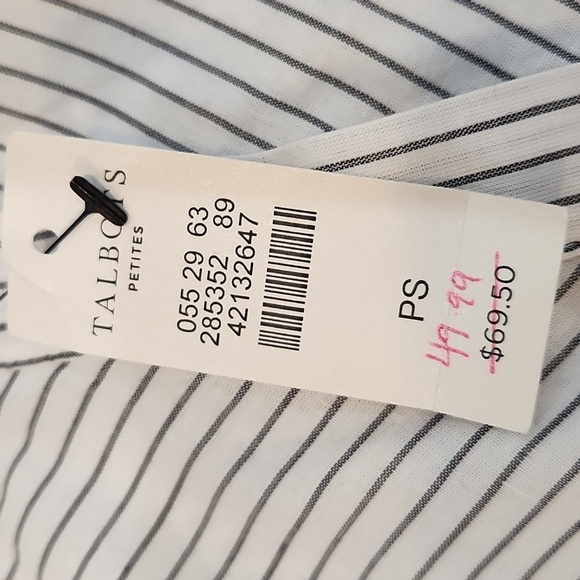 TALBOTS
PETITES
055 29 63
285352 89
42132647
PS
49.99
$69.50